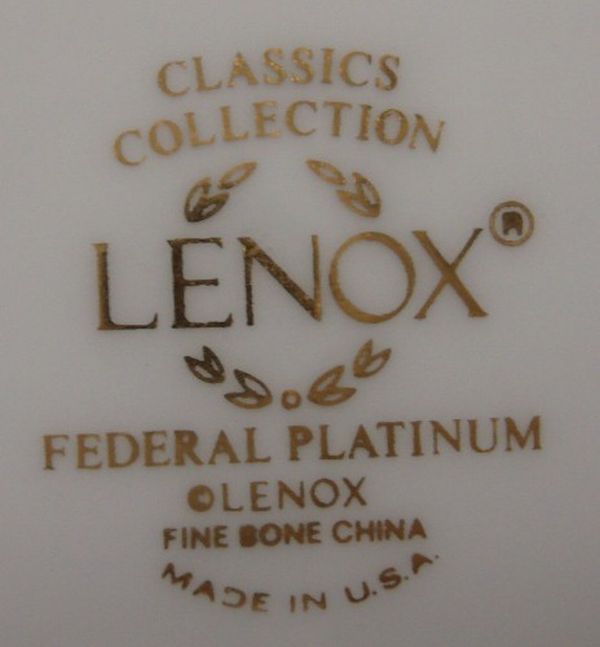 CLASSICS
COLLECTION
LENOX®
FEDERAL PLATINUM
©LENOX
FINE BONE CHINA
MADE IN U.S.A.